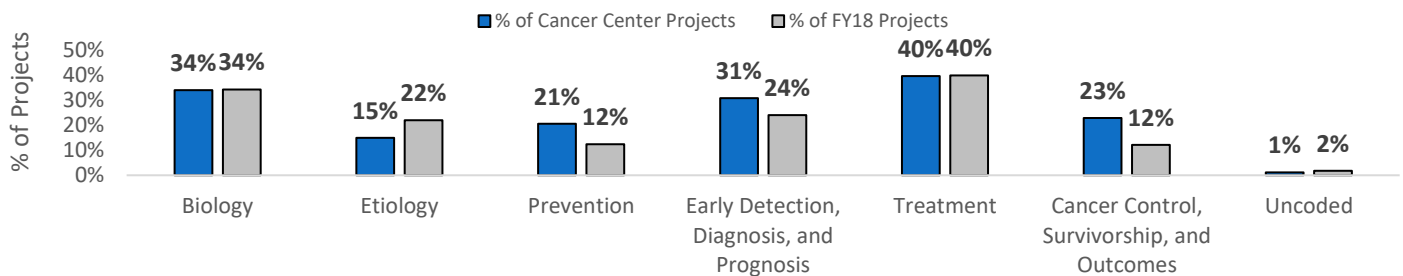 % of Cancer Center Projects % of FY18 Projects
% of Projects
50%
40%
30%
20%
10%
0%
34% 34%
15% 22%
21% 12%
31% 24%
40% 40%
23% 12%
1% 2%
Biology
Etiology
Prevention
Early Detection,
Diagnosis, and
Prognosis
Treatment
Cancer Control,
Survivorship, and
Outcomes
Uncoded